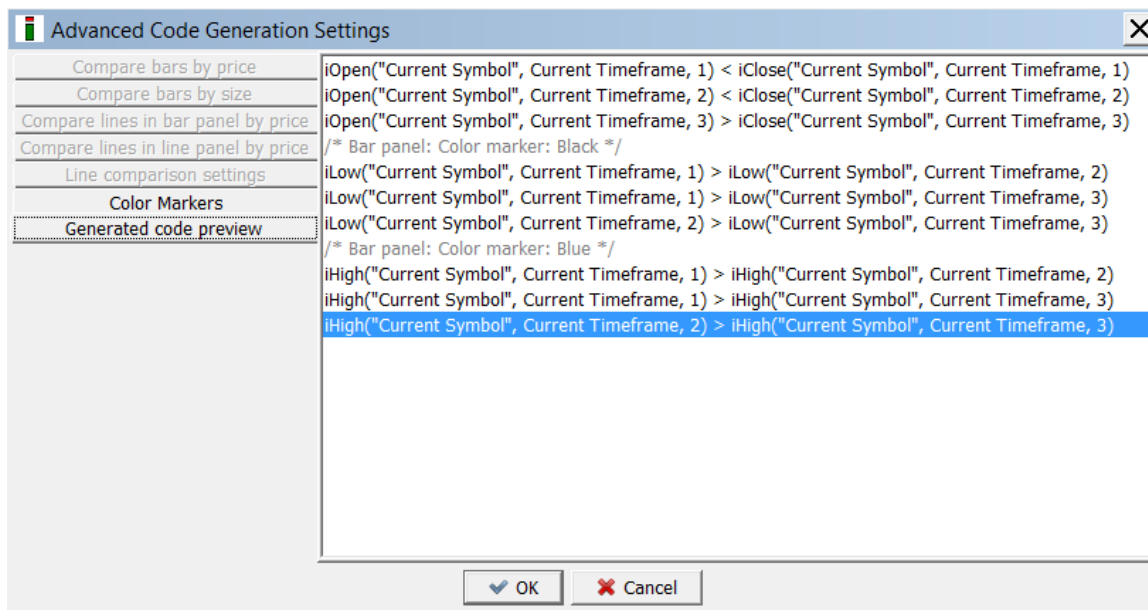 Advanced Code Generation Settings
Compare bars by price
Compare bars by size
Compare lines in bar panel by price
Compare lines in line panel by price
Line comparison settings
Color Markers
Generated code preview
iOpen("Current Symbol", Current Timeframe, 1) < iClose("Current Symbol", Current Timeframe, 1)
iOpen("Current Symbol", Current Timeframe, 2) < iClose("Current Symbol", Current Timeframe, 2)
iOpen("Current Symbol", Current Timeframe, 3) > iClose("Current Symbol", Current Timeframe, 3)
/* Bar panel: Color marker: Black */
iLow("Current Symbol", Current Timeframe, 1) > iLow("Current Symbol", Current Timeframe, 2)
iLow("Current Symbol", Current Timeframe, 1) > iLow("Current Symbol", Current Timeframe, 3)
iLow("Current Symbol", Current Timeframe, 2) > iLow("Current Symbol", Current Timeframe, 3)
/* Bar panel: Color marker: Blue */
iHigh("Current Symbol", Current Timeframe, 1) > iHigh("Current Symbol", Current Timeframe, 2)
iHigh("Current Symbol", Current Timeframe, 1) > iHigh("Current Symbol", Current Timeframe, 3)
iHigh("Current Symbol", Current Timeframe, 2) > iHigh("Current Symbol", Current Timeframe, 3)
OK
Cancel